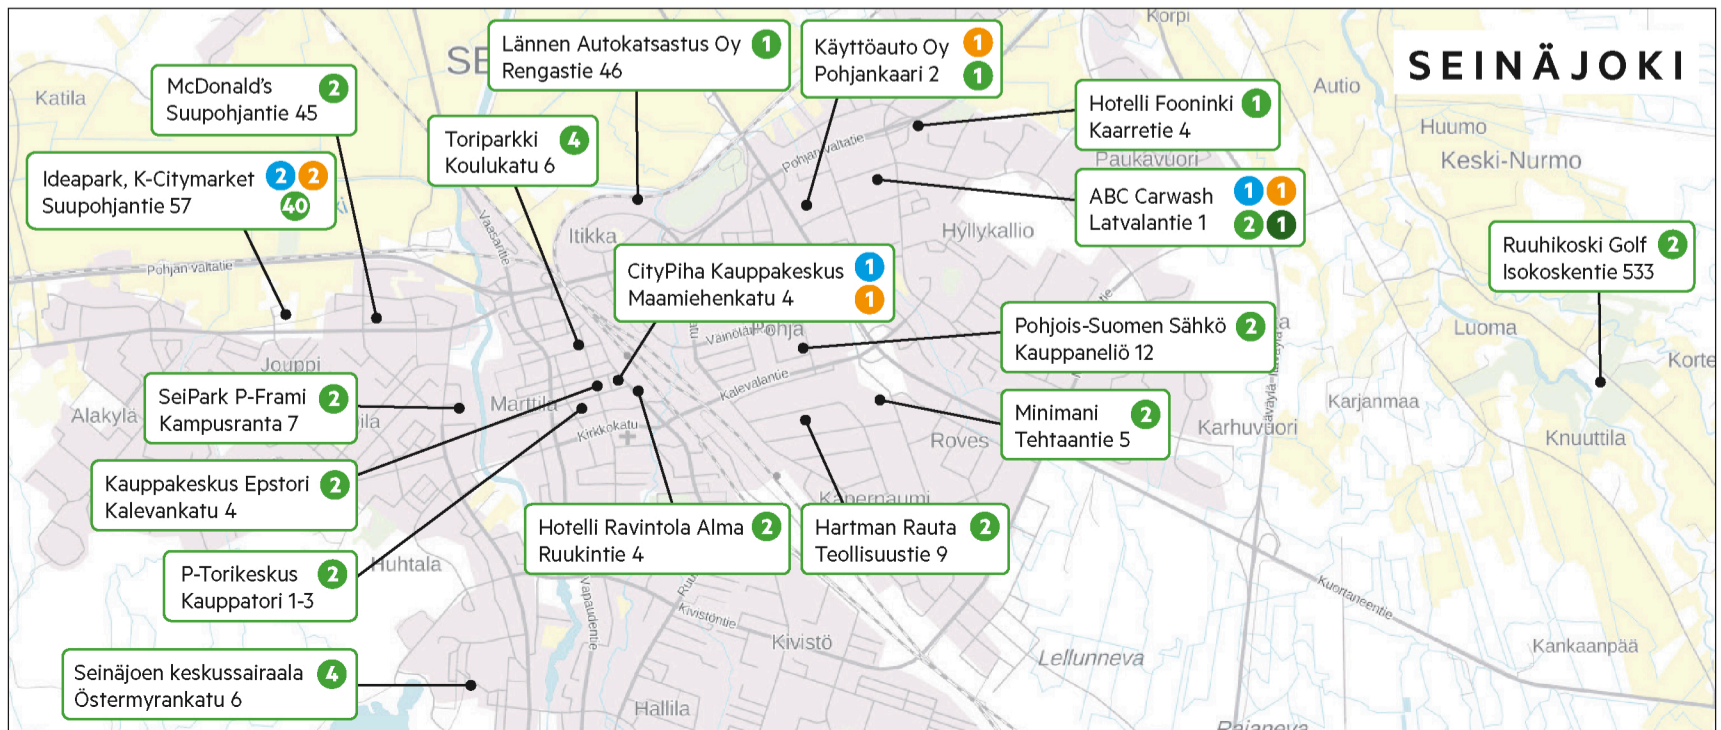 SEINÄJOKI
Lännen Autokatsastus Oy 1
Rengastie 46
Käyttöauto Oy 1
Pohjankaari 2 1
McDonald's 2
Suupohjantie 45
Hotelli Fooninki 1
Kaarretie 4
Toriparkki 4
Koulukatu 6
Ideapark, K-Citymarket 2 2
Suupohjantie 57 40
ABC Carwash 1 1
Latvalantie 1 2 1
Ruuhikoski Golf 2
Isokoskentie 533
CityPiha Kauppakeskus 1
Maamiehenkatu 4 1
Pohjois-Suomen Sähkö 2
Kauppaneliö 12
SeiPark P-Frami 2
Kampusranta 7
Minimani 2
Tehtaantie 5
Kauppakeskus Epstori 2
Kalevankatu 4
Hotelli Ravintola Alma 2
Ruukintie 4
Hartman Rauta 2
Teollisuustie 9
P-Torikeskus 2
Kauppatori 1-3
Seinäjoen keskussairaala 4
Östermyrankatu 6
Korpi
Katila
Autio
Huumo
Keski-Nurmo
Paukavuori
Pohjan valtatie
Vaasantie
Itikka
Hyllykallio
Pohjan valtatie
Pohja
Luoma
Jouppi
Kalevalantie
Alakylä
Marttila
Kirkkokatu
Roves
Karhuvuori
Karjanmaa
Knuuttila
Kapernaumi
Huhtala
Vapaudentie
Kivistöntie
Kivistö
Kuortaneentie
Lellunneva
Kankaanpää
Hallila
Rajaneva